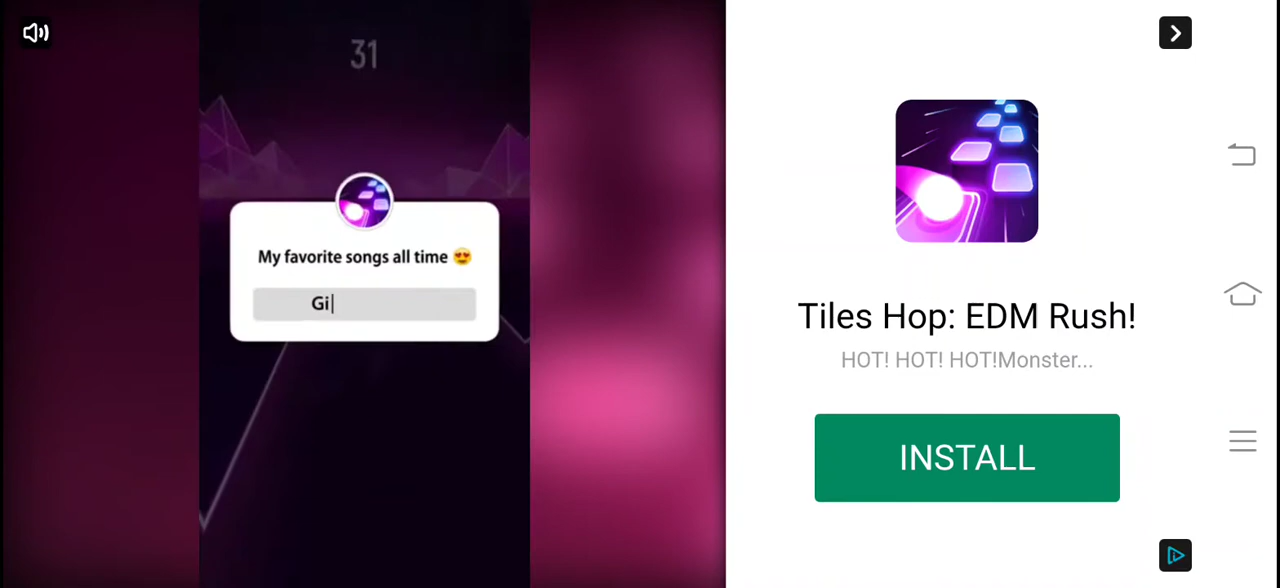 31
My favorite songs all time 😍
Gi
Tiles Hop: EDM Rush!
HOT! HOT! HOT!Monster...
INSTALL